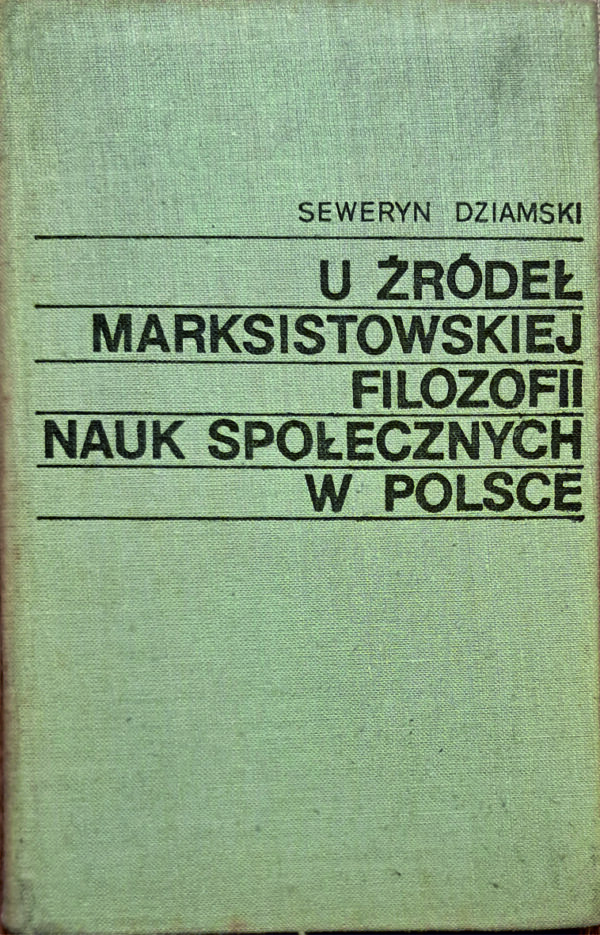 SEWERYN DZIAMSKI
U ŹRÓDEŁ
MARKSISTOWSKIEJ
FILOZOFII
NAUK SPOŁECZNYCH
W POLSCE